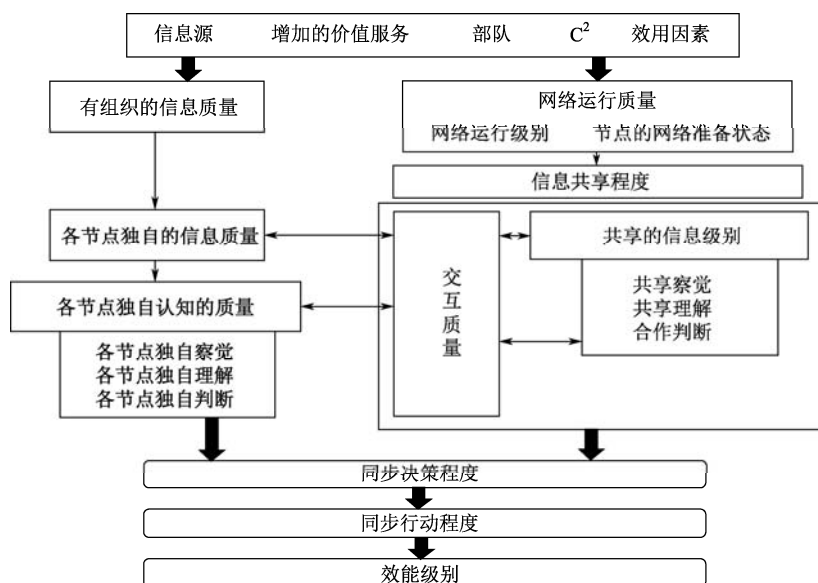 信息源 增加的价值服务 部队 C² 效用因素
有组织的信息质量
网络运行质量
网络运行级别 节点的网络准备状态
信息共享程度
各节点独自的信息质量
交互质量
共享的信息级别
各节点独自认知的质量
共享察觉
共享理解
合作判断
各节点独自察觉
各节点独自理解
各节点独自判断
同步决策程度
同步行动程度
效能级别